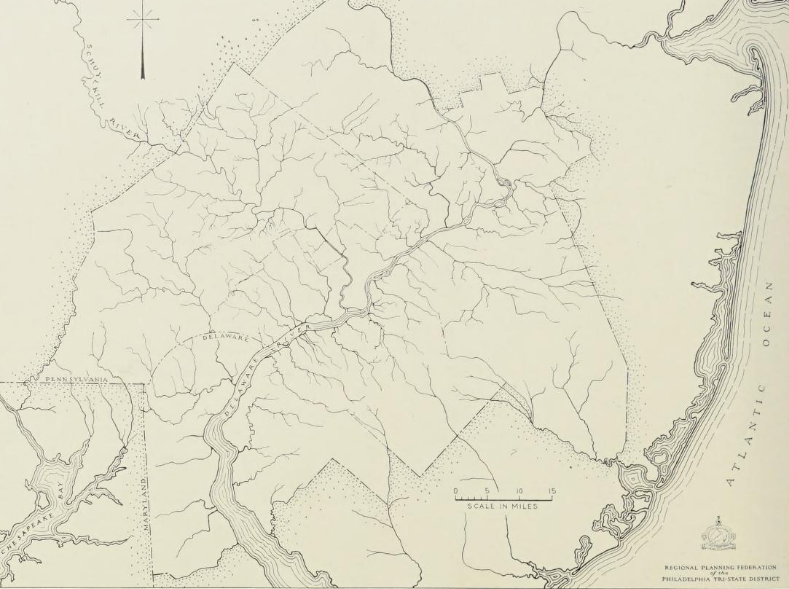 SCHUYLKILL RIVER
DELAWARE
DELAWARE RIVER
PENNSYLVANIA
MARYLAND
CHESAPEAKE BAY
ATLANTIC OCEAN
0 5 10 15
SCALE IN MILES
REGIONAL PLANNING FEDERATION
of the
PHILADELPHIA TRI-STATE DISTRICT